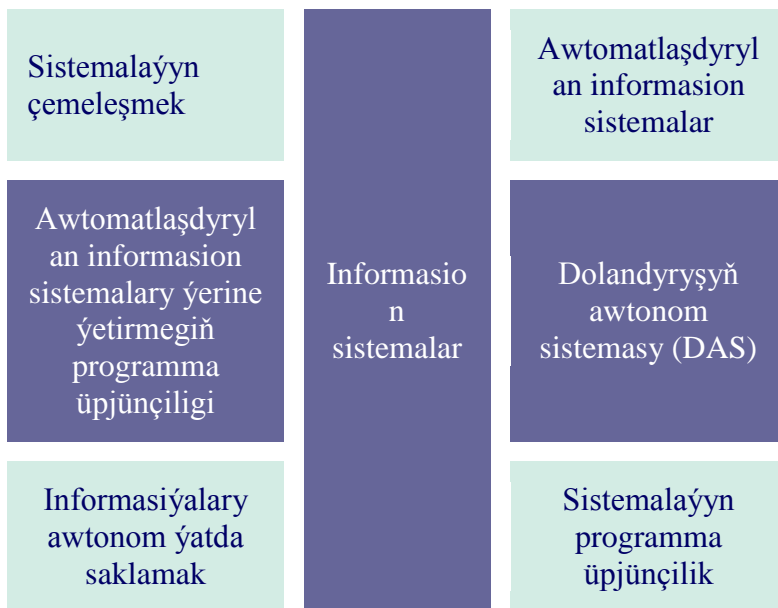 Sistemalaýyn
çemeleşmek
Awtomatlaşdyryl
an informasion
sistemalary ýerine
ýetirmegiň
programma
üpjünçiligi
Informasiýalary
awtonom ýatda
saklamak
Informasio
n
sistemalar
Awtomatlaşdyryl
an informasion
sistemalar
Dolandyryşyň
awtonom
sistemasy (DAS)
Sistemalaýyn
programma
üpjünçilik